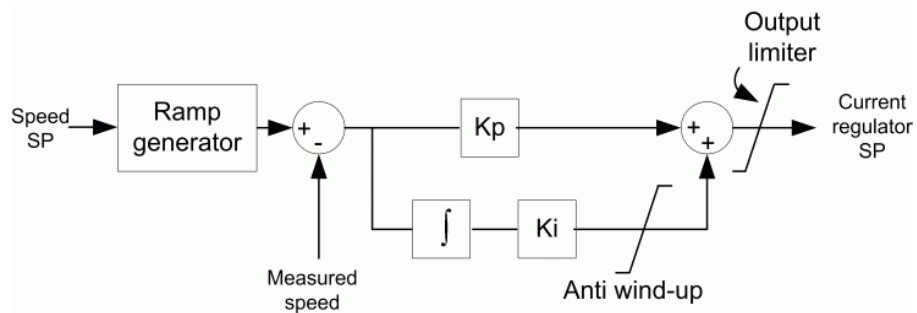 Output
limiter
Speed
SP
Ramp
generator
+
-
Kp
+
+
Current
regulator
SP
∫
Ki
Measured
speed
Anti wind-up